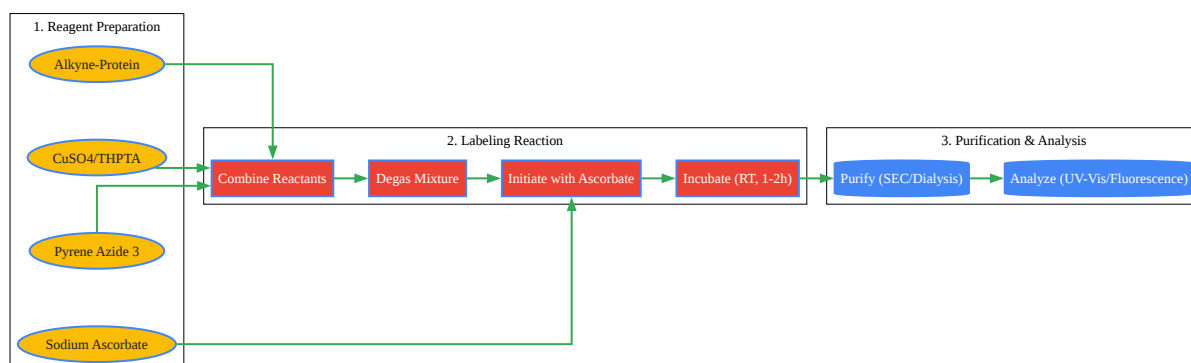 1. Reagent Preparation
Alkyne-Protein
CuSO4/THPTA
Pyrene Azide 3
Sodium Ascorbate
2. Labeling Reaction
Combine Reactants
Degas Mixture
Initiate with Ascorbate
Incubate (RT, 1-2h)
3. Purification & Analysis
Purify (SEC/Dialysis)
Analyze (UV-Vis/Fluorescence)